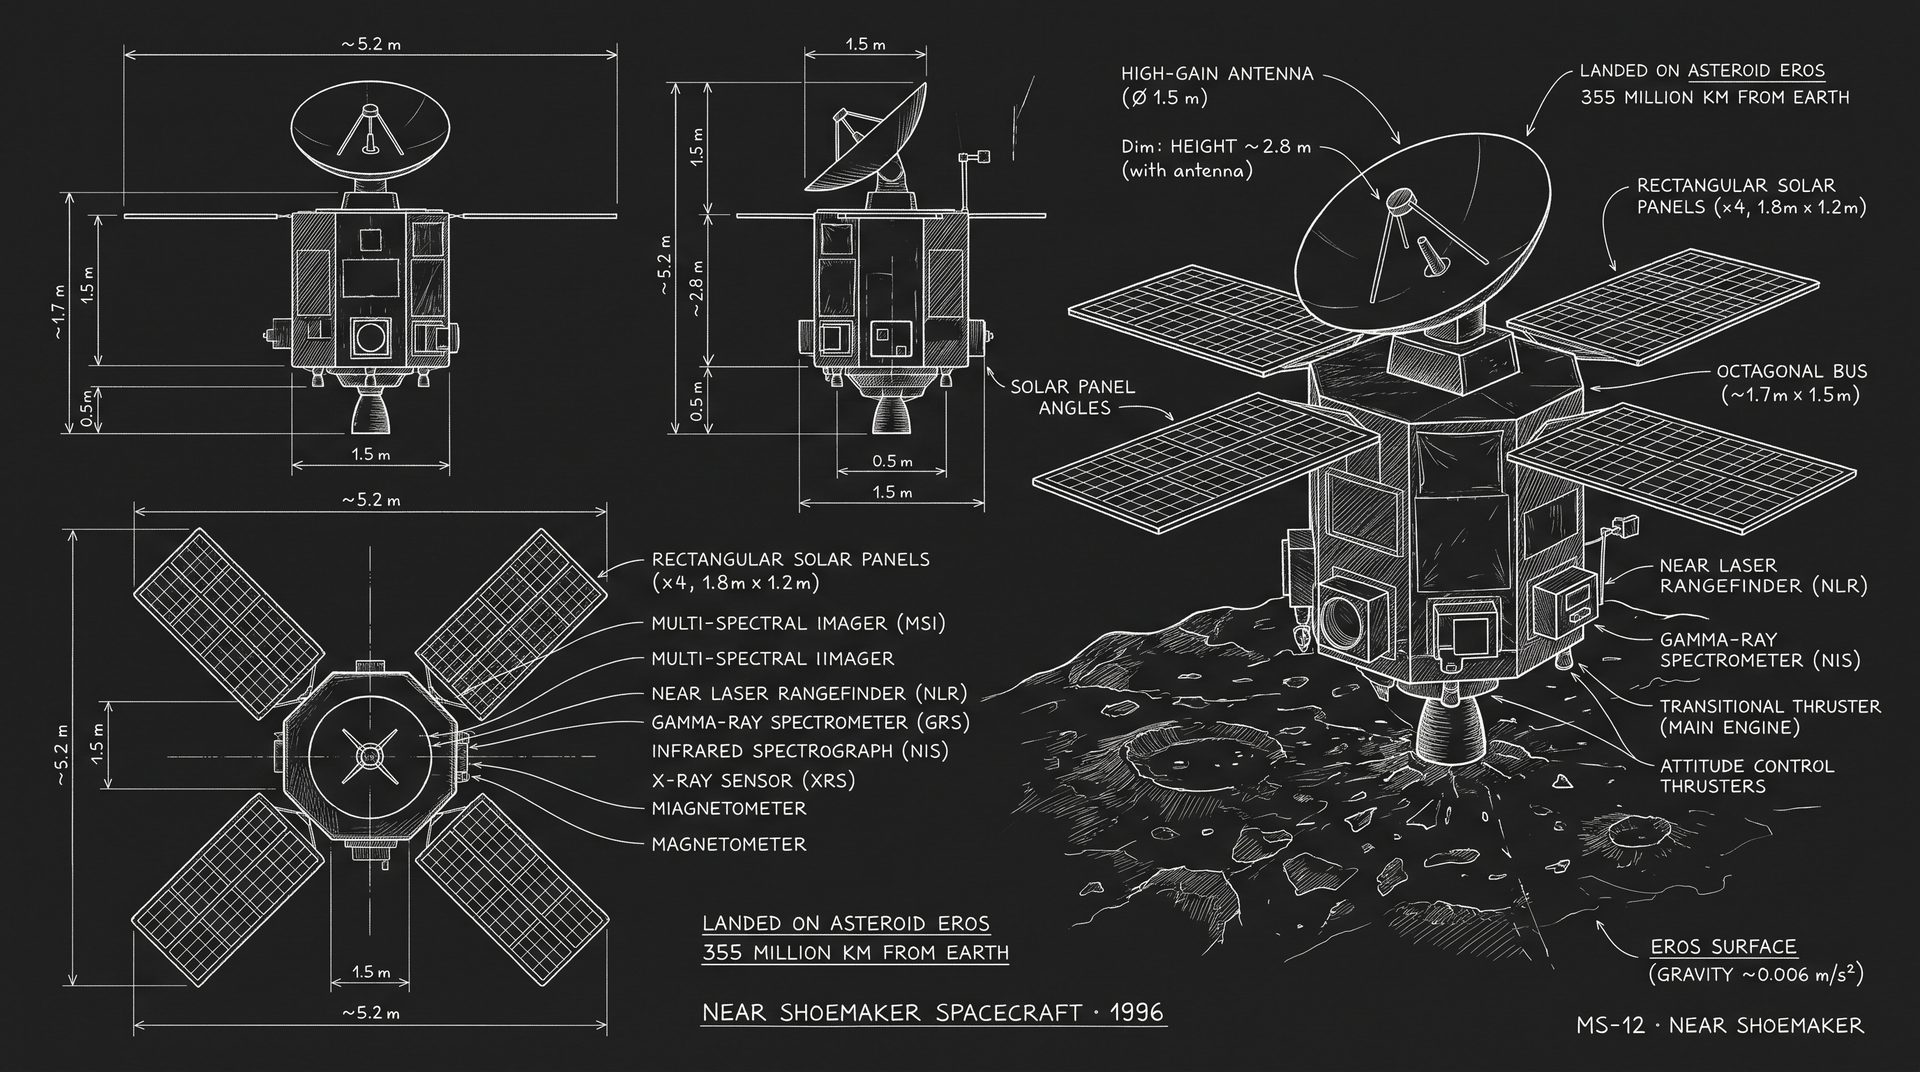 ~5.2 m
~1.7 m
1.5 m
0.5m
1.5 m
1.5 m
~5.2 m
1.5 m
~2.8 m
0.5m
0.5 m
1.5 m
SOLAR PANEL
ANGLES
HIGH-GAIN ANTENNA
(Ø 1.5 m)
Dim: HEIGHT ~2.8 m
(with antenna)
LANDED ON ASTEROID EROS
355 MILLION KM FROM EARTH
RECTANGULAR SOLAR
PANELS (×4, 1.8m × 1.2m)
OCTAGONAL BUS
(~1.7m × 1.5m)
NEAR LASER
RANGEFINDER (NLR)
GAMMA-RAY
SPECTROMETER (NIS)
TRANSITIONAL THRUSTER
(MAIN ENGINE)
ATTITUDE CONTROL
THRUSTERS
EROS SURFACE
(GRAVITY ~0.006 m/s²)
MS-12 · NEAR SHOEMAKER
~5.2 m
~5.2 m
1.5 m
1.5 m
~5.2 m
RECTANGULAR SOLAR PANELS
(×4, 1.8m × 1.2m)
MULTI-SPECTRAL IMAGER (MSI)
MULTI-SPECTRAL IIMAGER
NEAR LASER RANGEFINDER (NLR)
GAMMA-RAY SPECTROMETER (GRS)
INFRARED SPECTROGRAPH (NIS)
X-RAY SENSOR (XRS)
MIAGNETOMETER
MAGNETOMETER
LANDED ON ASTEROID EROS
355 MILLION KM FROM EARTH
NEAR SHOEMAKER SPACECRAFT · 1996